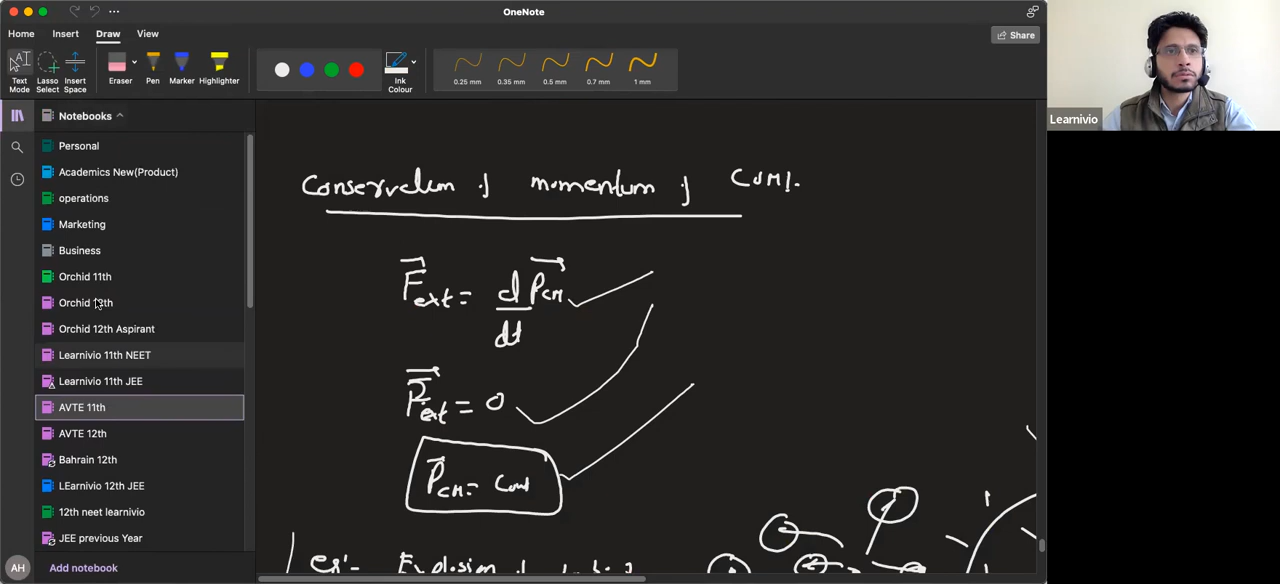 OneNote
Home Insert Draw View
Share
Text Mode
Lasso Select
Insert Space
Eraser
Pen
Marker
Highlighter
Ink Colour
0.25 mm
0.35 mm
0.5 mm
0.7 mm
1 mm
Notebooks
Personal
Academics New(Product)
operations
Marketing
Business
Orchid 11th
Orchid 12th
Orchid 12th Aspirant
Learnivio 11th NEET
Learnivio 11th JEE
AVTE 11th
AVTE 12th
Bahrain 12th
LEarnivio 12th JEE
12th neet learnivio
JEE previous Year
AH Add notebook
Conservation of momentum of COM!.
F ext = d P CM
dt
ext = 0
P CM = Const
Explosion of
Learnivio